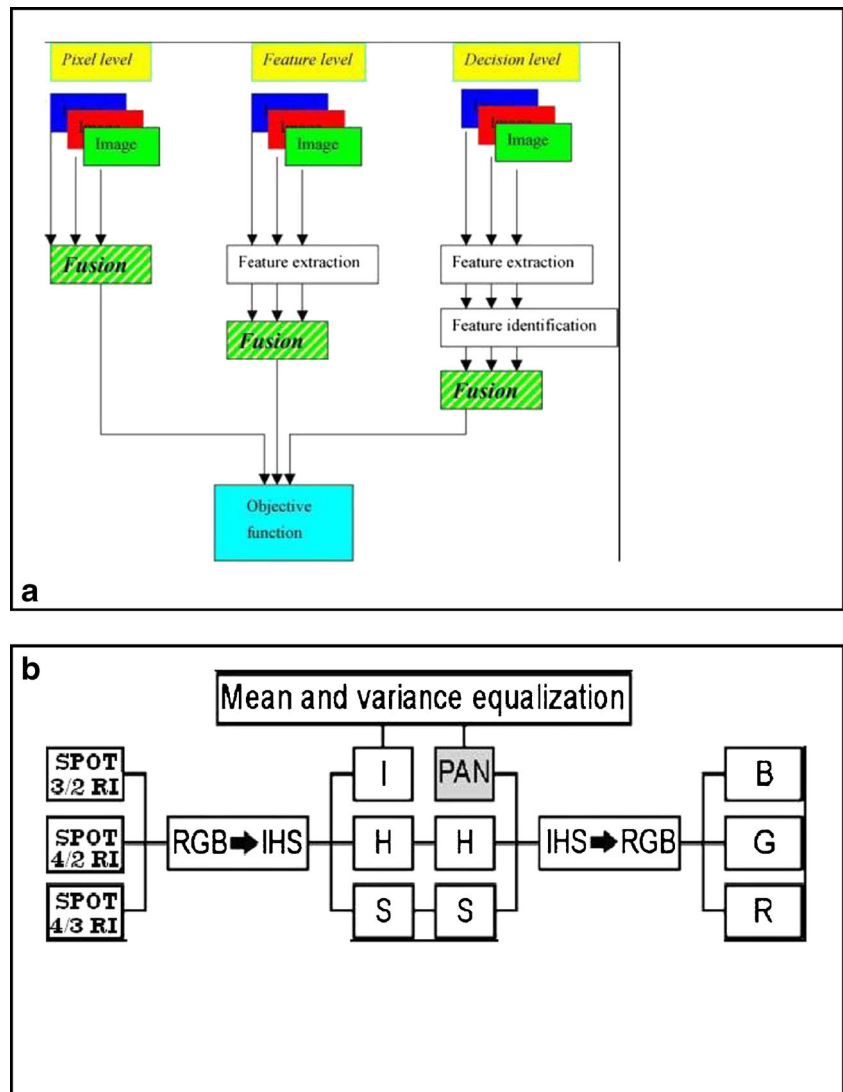 Pixel level
Feature level
Decision level
Image
Image
Image
Image
Image
Fusion
Feature extraction
Feature extraction
Fusion
Feature identification
Fusion
Objective
function
a
b
Mean and variance equalization
SPOT
3/2 RI
I
PAN
B
SPOT
4/2 RI
RGB➡IHS
H
H
IHS➡RGB
G
SPOT
4/3 RI
S
S
R